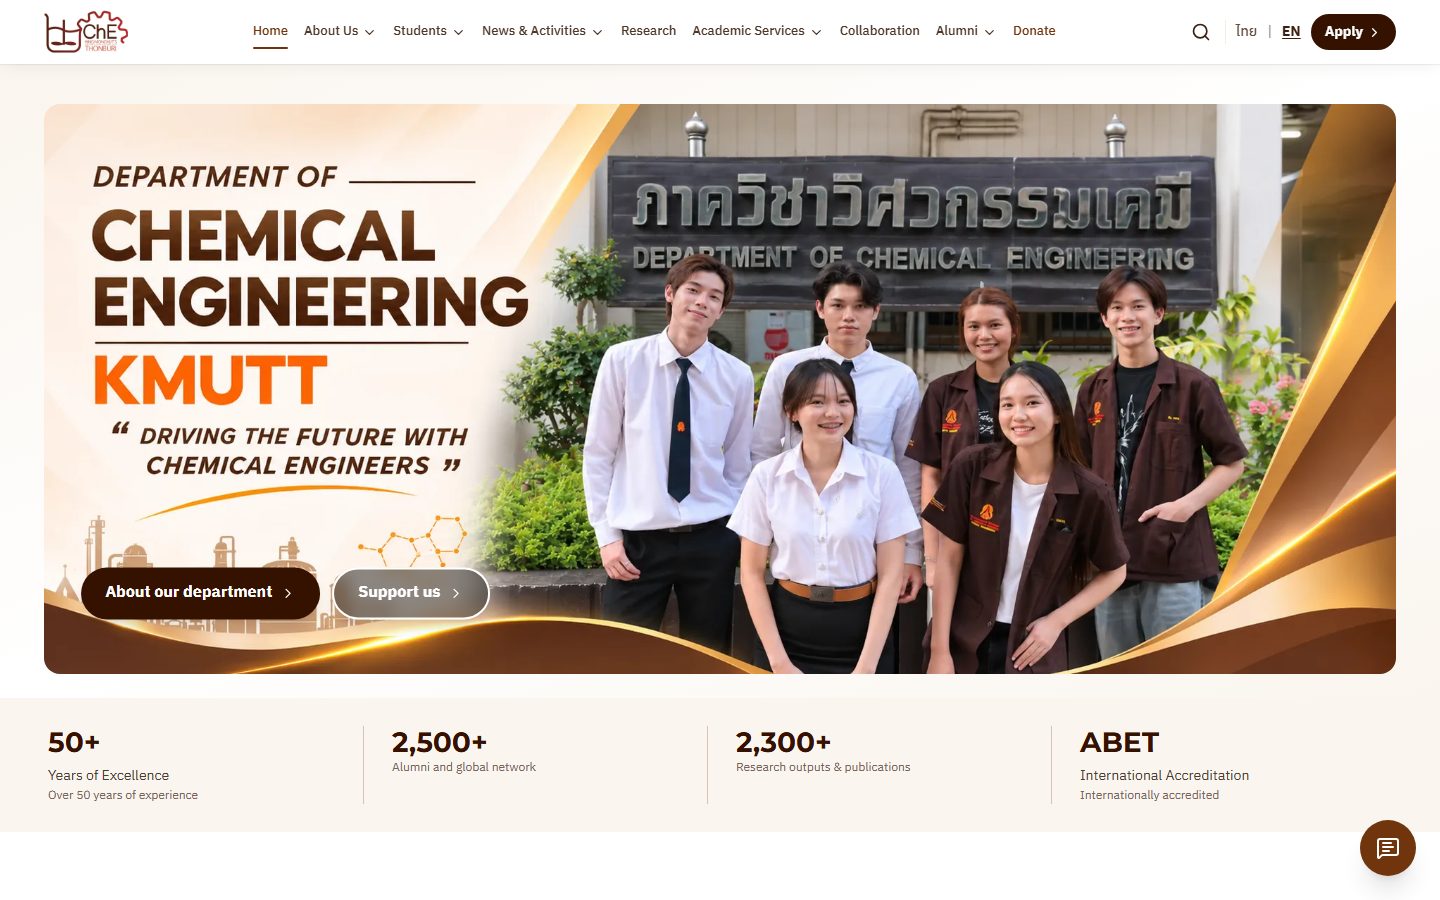 ChE
THONBURI
Home
About Us
Students
News & Activities
Research
Academic Services
Collaboration
Alumni
Donate
ไทย | EN
Apply
DEPARTMENT OF
CHEMICAL
ENGINEERING
KMUTT
“ DRIVING THE FUTURE WITH
CHEMICAL ENGINEERS ”
About our department
Support us
ภาควิชาวิศวกรรมเคมี
DEPARTMENT OF CHEMICAL ENGINEERING
50+
Years of Excellence
Over 50 years of experience
2,500+
Alumni and global network
2,300+
Research outputs & publications
ABET
International Accreditation
Internationally accredited